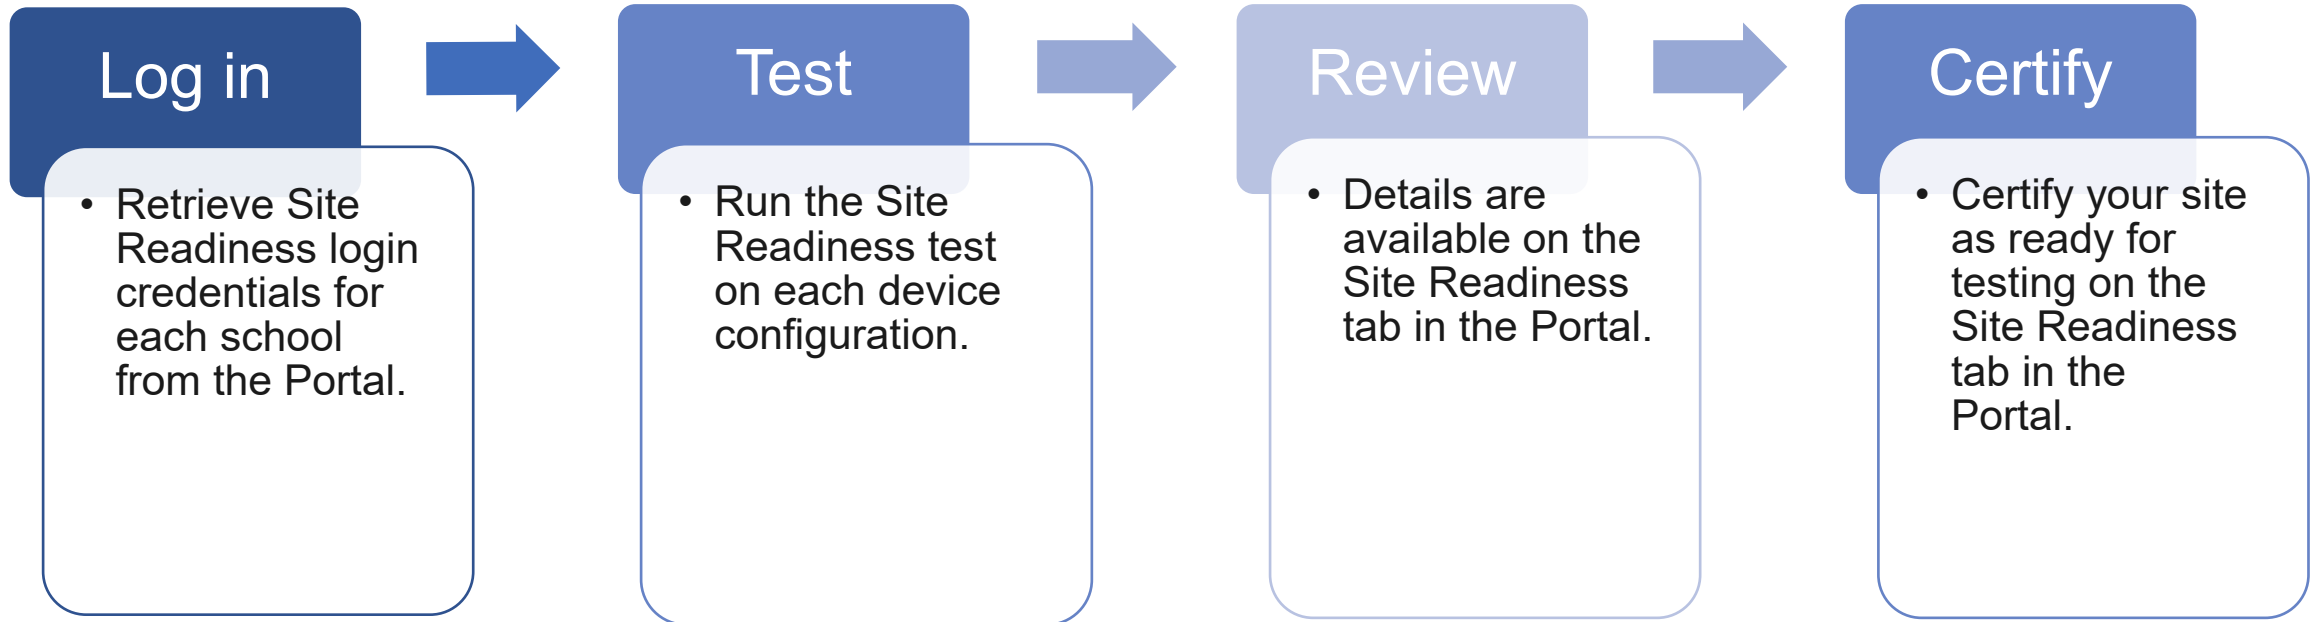 Log in
• Retrieve Site
Readiness login
credentials for
each school
from the Portal.
Test
• Run the Site
Readiness test
on each device
configuration.
Review
• Details are
available on the
Site Readiness
tab in the Portal.
Certify
• Certify your site
as ready for
testing on the
Site Readiness
tab in the
Portal.